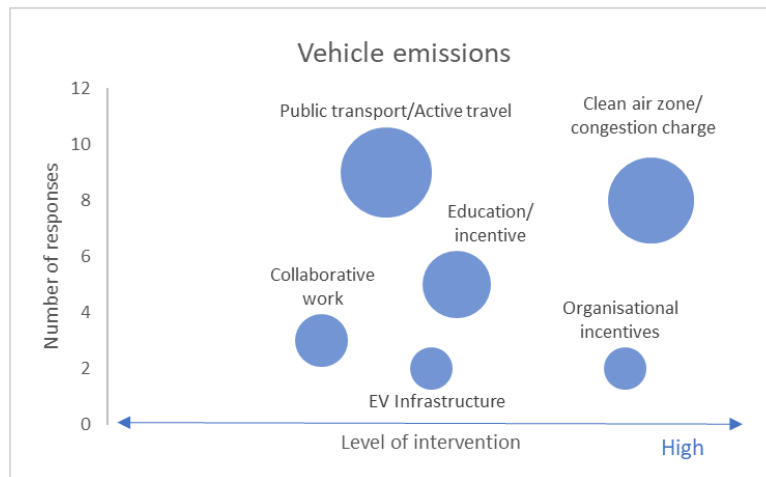 Vehicle emissions
Number of responses
12
10
8
6
4
2
0
Public transport/Active travel
Clean air zone/
congestion charge
Education/
incentive
Collaborative
work
Organisational
incentives
EV Infrastructure
Level of intervention
High